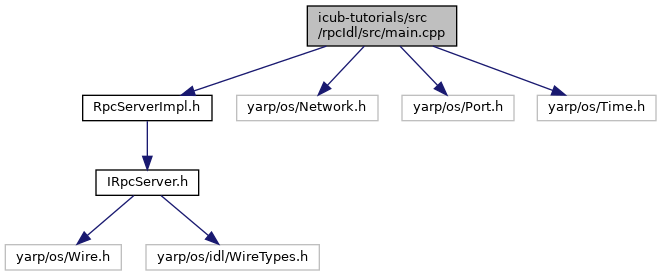 icub-tutorials/src
/rpcIdl/src/main.cpp
RpcServerImpl.h
yarp/os/Network.h
yarp/os/Port.h
yarp/os/Time.h
IRpcServer.h
yarp/os/Wire.h
yarp/os/idl/WireTypes.h